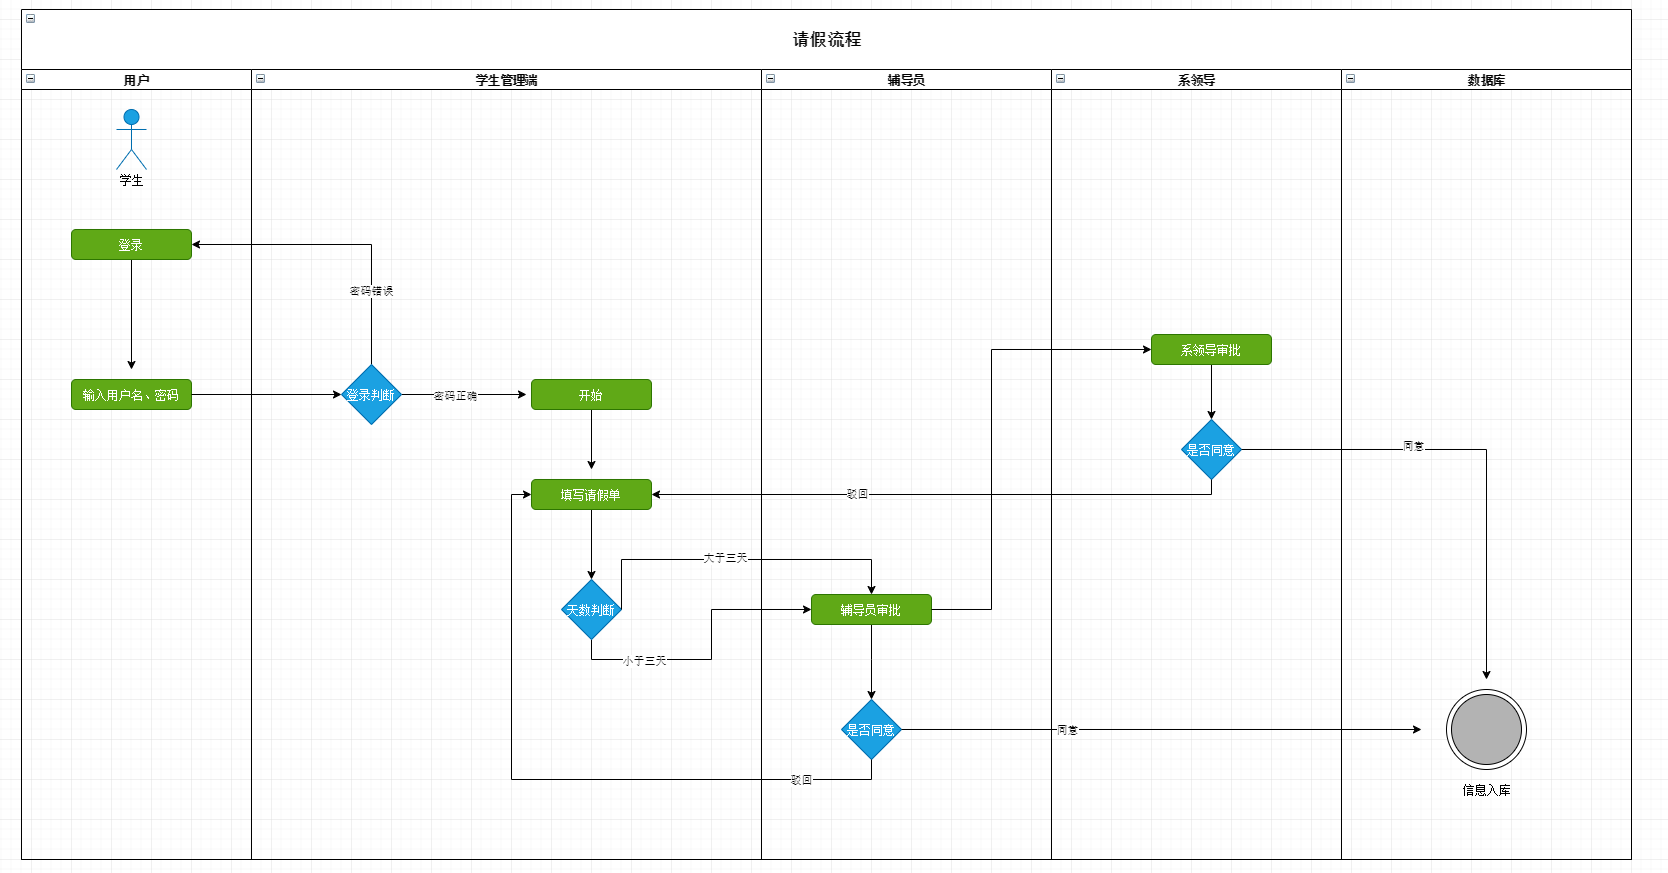 请假流程
用户
学生管理端
辅导员
系领导
数据库
学生
登录
密码错误
系领导审批
输入用户名、密码
登录判断
密码正确
开始
是否同意
同意
填写请假单
驳回
大于三天
天数判断
辅导员审批
小于三天
是否同意
同意
驳回
信息入库